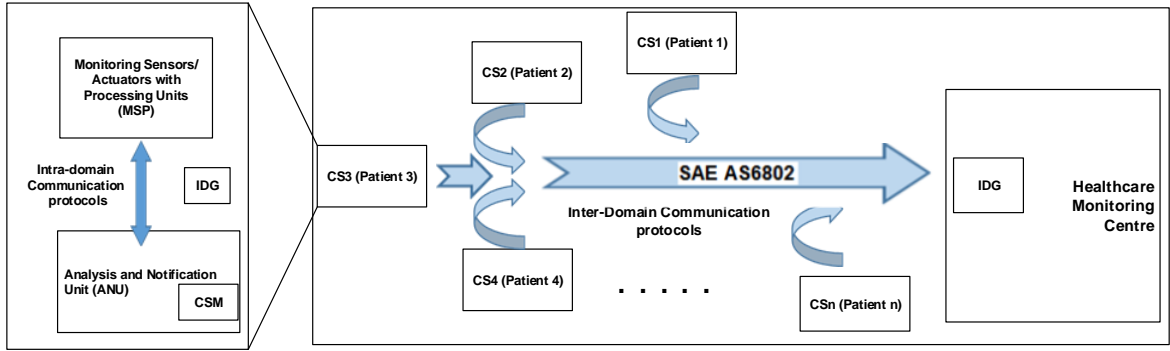 Monitoring Sensors/
Actuators with
Processing Units
(MSP)
Intra-domain
Communication
protocols
IDG
Analysis and Notification
Unit (ANU)
CSM
CS3 (Patient 3)
CS2 (Patient 2)
CS1 (Patient 1)
SAE AS6802
Inter-Domain Communication
protocols
CS4 (Patient 4)
. . . . .
CSn (Patient n)
IDG
Healthcare
Monitoring
Centre